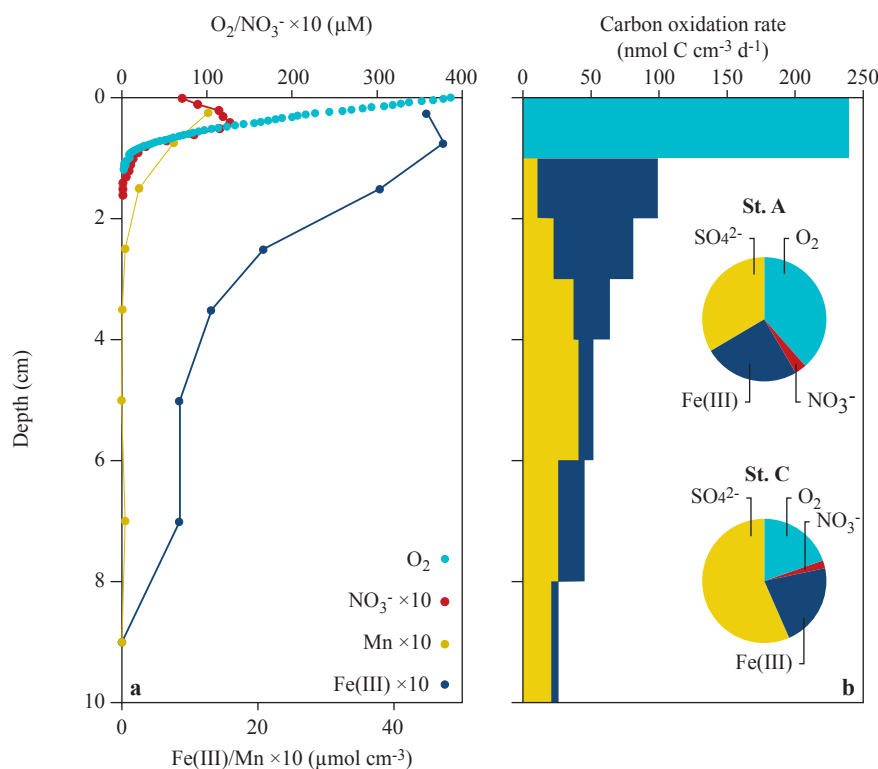 O₂/NO₃⁻ ×10 (µM)
0 100 200 300 400
0
2
4
6
8
10
Depth (cm)
O₂
NO₃⁻ ×10
Mn ×10
Fe(III) ×10
a
0 20 40
Fe(III)/Mn ×10 (µmol cm⁻³)
Carbon oxidation rate
(nmol C cm⁻³ d⁻¹)
0 50 100 150 200 250
St. A
SO₄²⁻ O₂
Fe(III) NO₃⁻
St. C
SO₄²⁻ O₂
NO₃⁻
Fe(III)
b